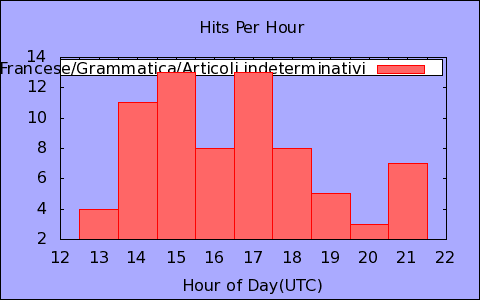 Hits Per Hour
Francese/Grammatica/Articoli indeterminativi
14
12
10
8
6
4
2
12 13 14 15 16 17 18 19 20 21 22
Hour of Day(UTC)